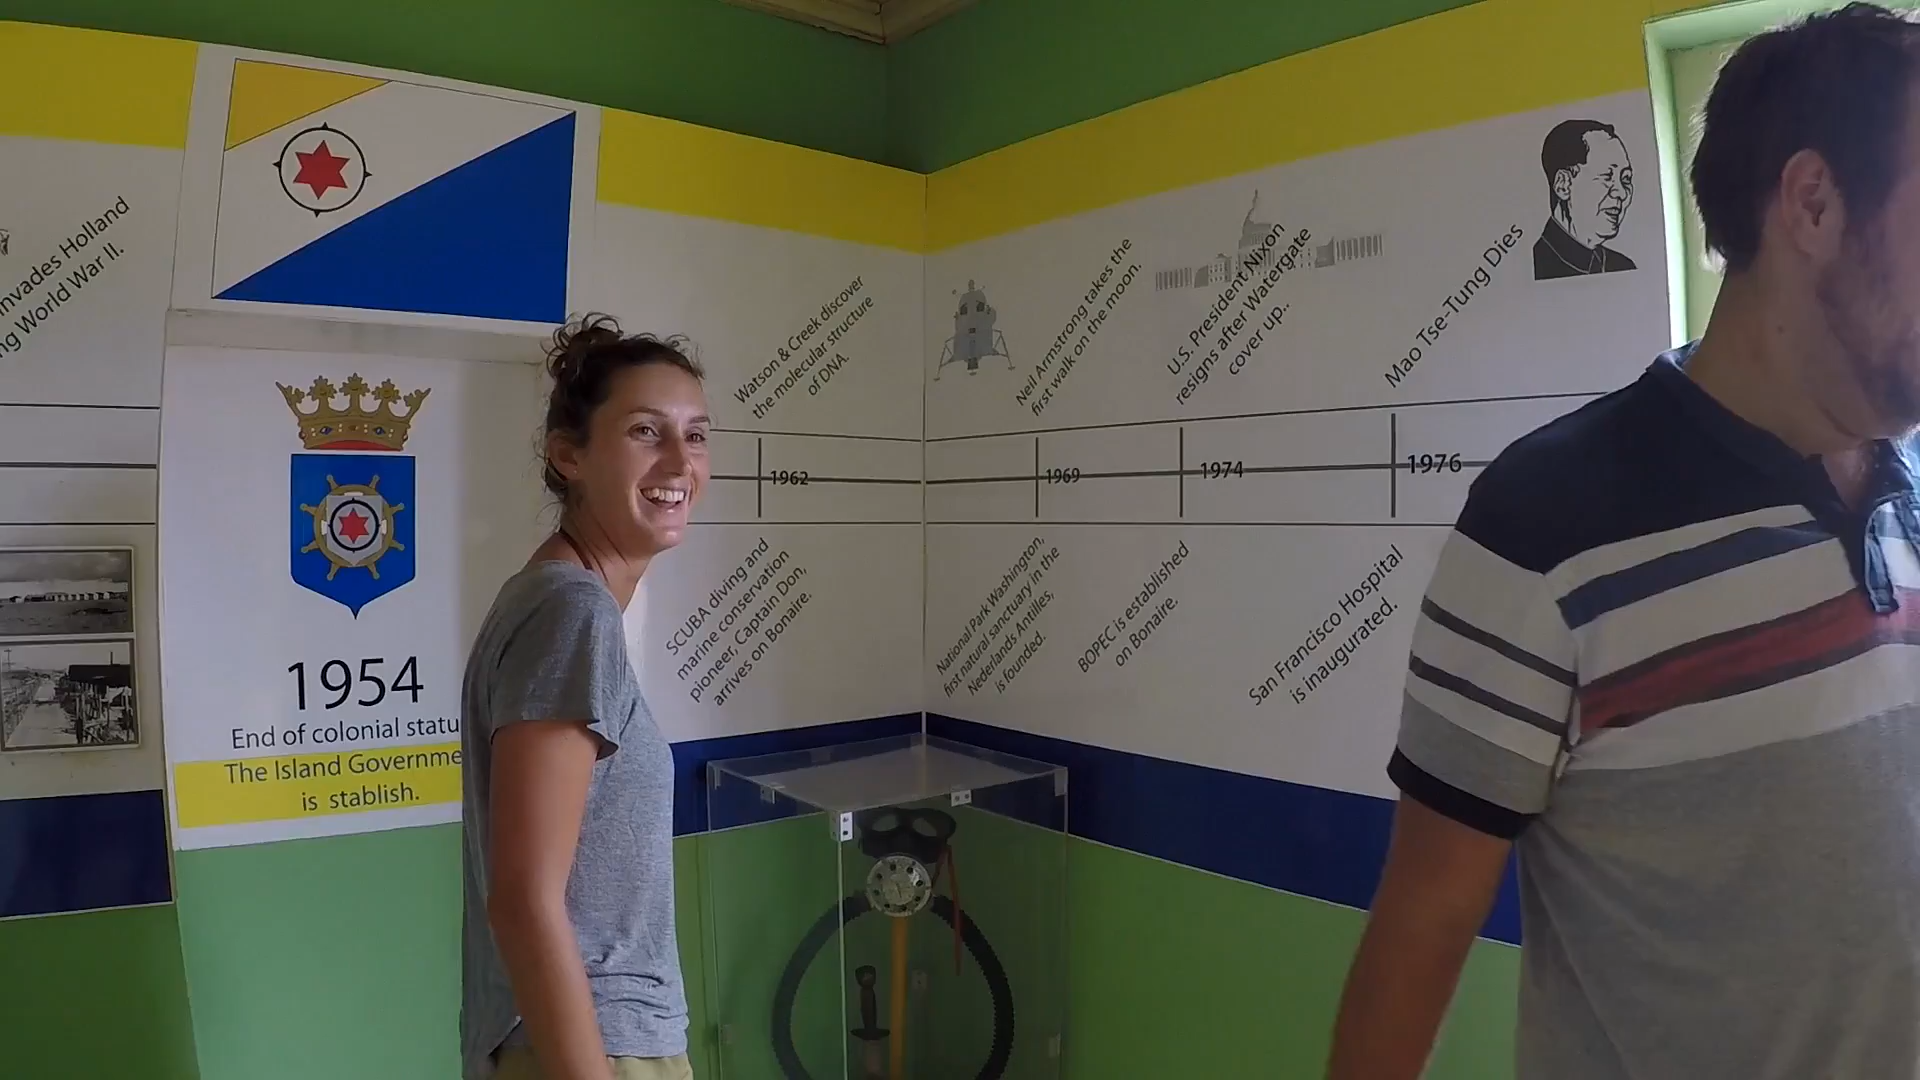 nvades Holland
ng World War II.
1954
End of colonial statu
The Island Governme
is stablish.
Watson & Creek discover
the molecular structure
of DNA.
1962
SCUBA diving and
marine conservation
pioneer, Captain Don,
arrives on Bonaire.
Neil Armstrong takes the
first walk on the moon.
1969
National Park Washington,
first natural sanctuary in the
Nederlands Antilles,
is founded.
U.S. President Nixon
resigns after Watergate
cover up..
1974
BOPEC is established
on Bonaire.
Mao Tse-Tung Dies
1976
San Francisco Hospital
is inaugurated.